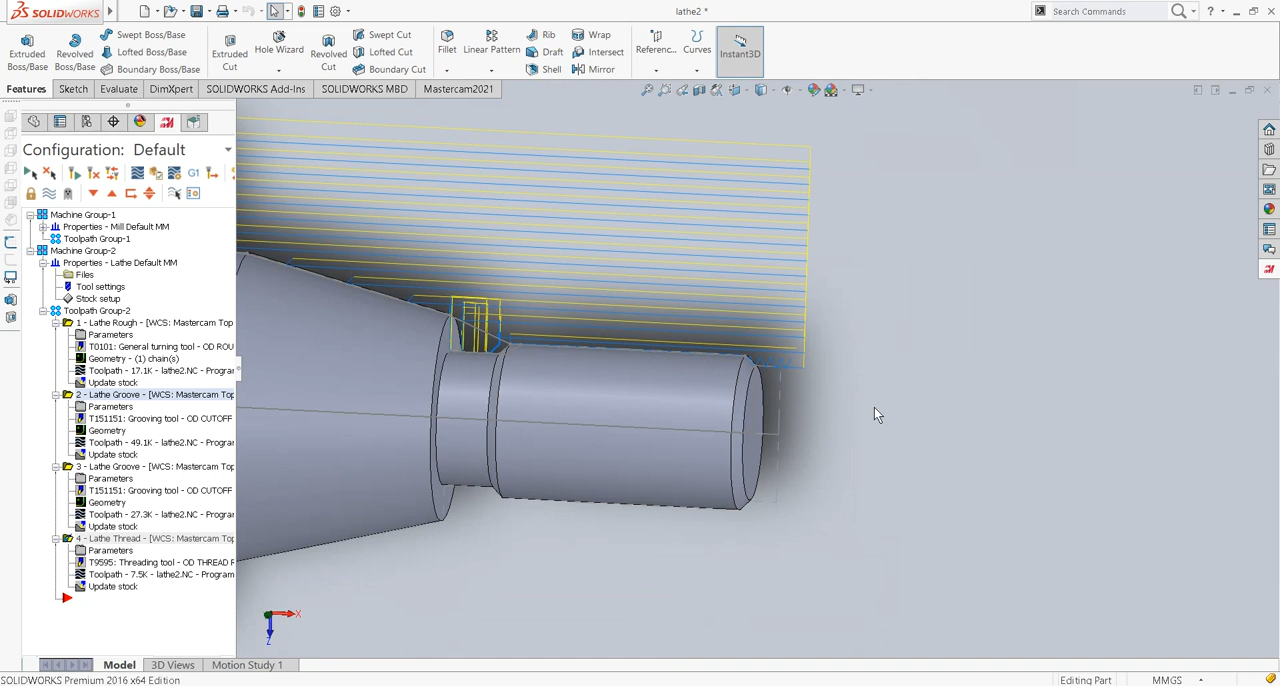 SOLIDWORKS
lathe2 *
Search Commands
Extruded Boss/Base
Revolved Boss/Base
Swept Boss/Base
Lofted Boss/Base
Boundary Boss/Base
Extruded Cut
Hole Wizard
Revolved Cut
Swept Cut
Lofted Cut
Boundary Cut
Fillet
Linear Pattern
Rib
Draft
Shell
Wrap
Intersect
Mirror
Referenc...
Curves
Instant3D
Features
Sketch
Evaluate
DimXpert
SOLIDWORKS Add-Ins
SOLIDWORKS MBD
Mastercam2021
Configuration: Default
G1
Machine Group-1
Properties - Mill Default MM
Toolpath Group-1
Machine Group-2
Properties - Lathe Default MM
Files
Tool settings
Stock setup
Toolpath Group-2
1 - Lathe Rough - [WCS: Mastercam Top
Parameters
T0101: General turning tool - OD ROU
Geometry - (1) chain(s)
Toolpath - 17.1K - lathe2.NC - Program
Update stock
2 - Lathe Groove - [WCS: Mastercam Top
Parameters
T151151: Grooving tool - OD CUTOFF
Geometry
Toolpath - 49.1K - lathe2.NC - Prograr
Update stock
3 - Lathe Groove - [WCS: Mastercam Top
Parameters
T151151: Grooving tool - OD CUTOFF
Geometry
Toolpath - 27.3K - lathe2.NC - Prograr
Update stock
4 - Lathe Thread - [WCS: Mastercam Top
Parameters
T9595: Threading tool - OD THREAD R
Toolpath - 7.5K - lathe2.NC - Program
Update stock
X
Z
Model
3D Views
Motion Study 1
SOLIDWORKS Premium 2016 x64 Edition
Editing Part
MMGS